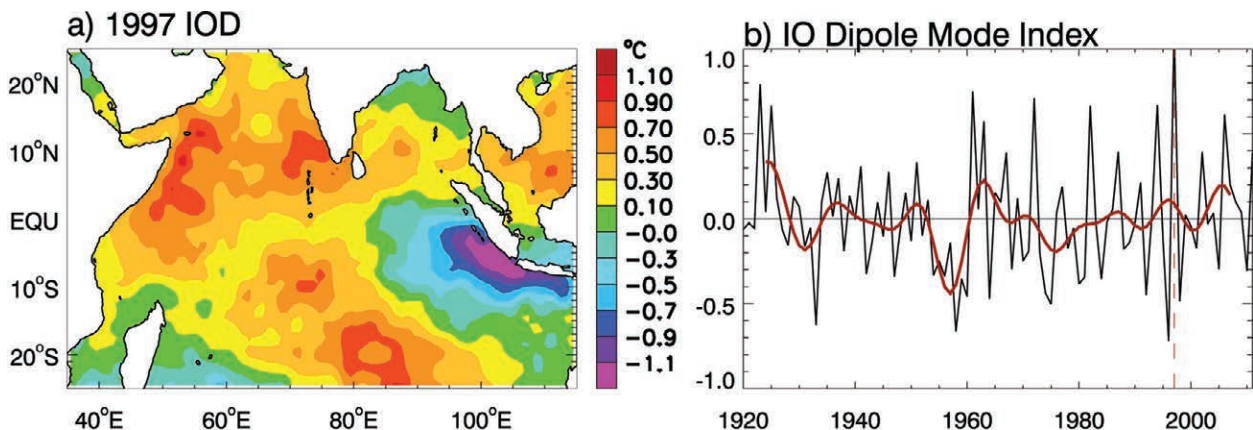 a) 1997 IOD
b) IO Dipole Mode Index
20°N
10°N
EQU
10°S
20°S
40°E 60°E 80°E 100°E
°C
1.10
0.90
0.70
0.50
0.30
0.10
-0.0
-0.3
-0.5
-0.7
-0.9
-1.1
1.0
0.5
0.0
-0.5
-1.0
1920 1940 1960 1980 2000